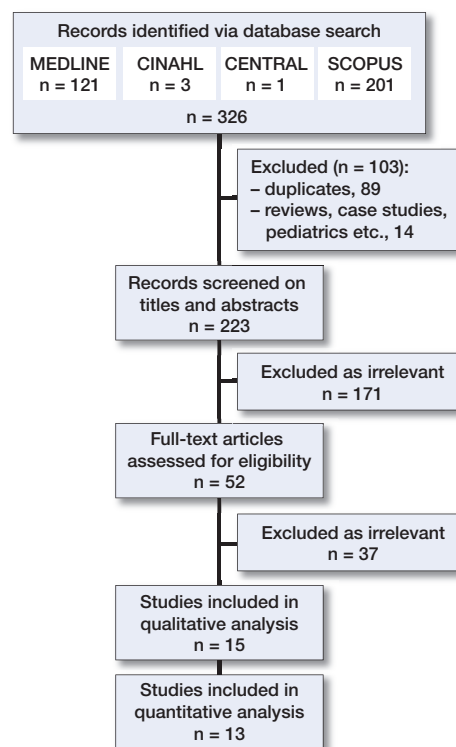 Records identified via database search
MEDLINE CINAHL CENTRAL SCOPUS
n = 121 n = 3 n = 1 n = 201
n = 326
Excluded (n = 103):
– duplicates, 89
– reviews, case studies,
pediatrics etc., 14
Records screened on
titles and abstracts
n = 223
Excluded as irrelevant
n = 171
Full-text articles
assessed for eligibility
n = 52
Excluded as irrelevant
n = 37
Studies included in
qualitative analysis
n = 15
Studies included in
quantitative analysis
n = 13